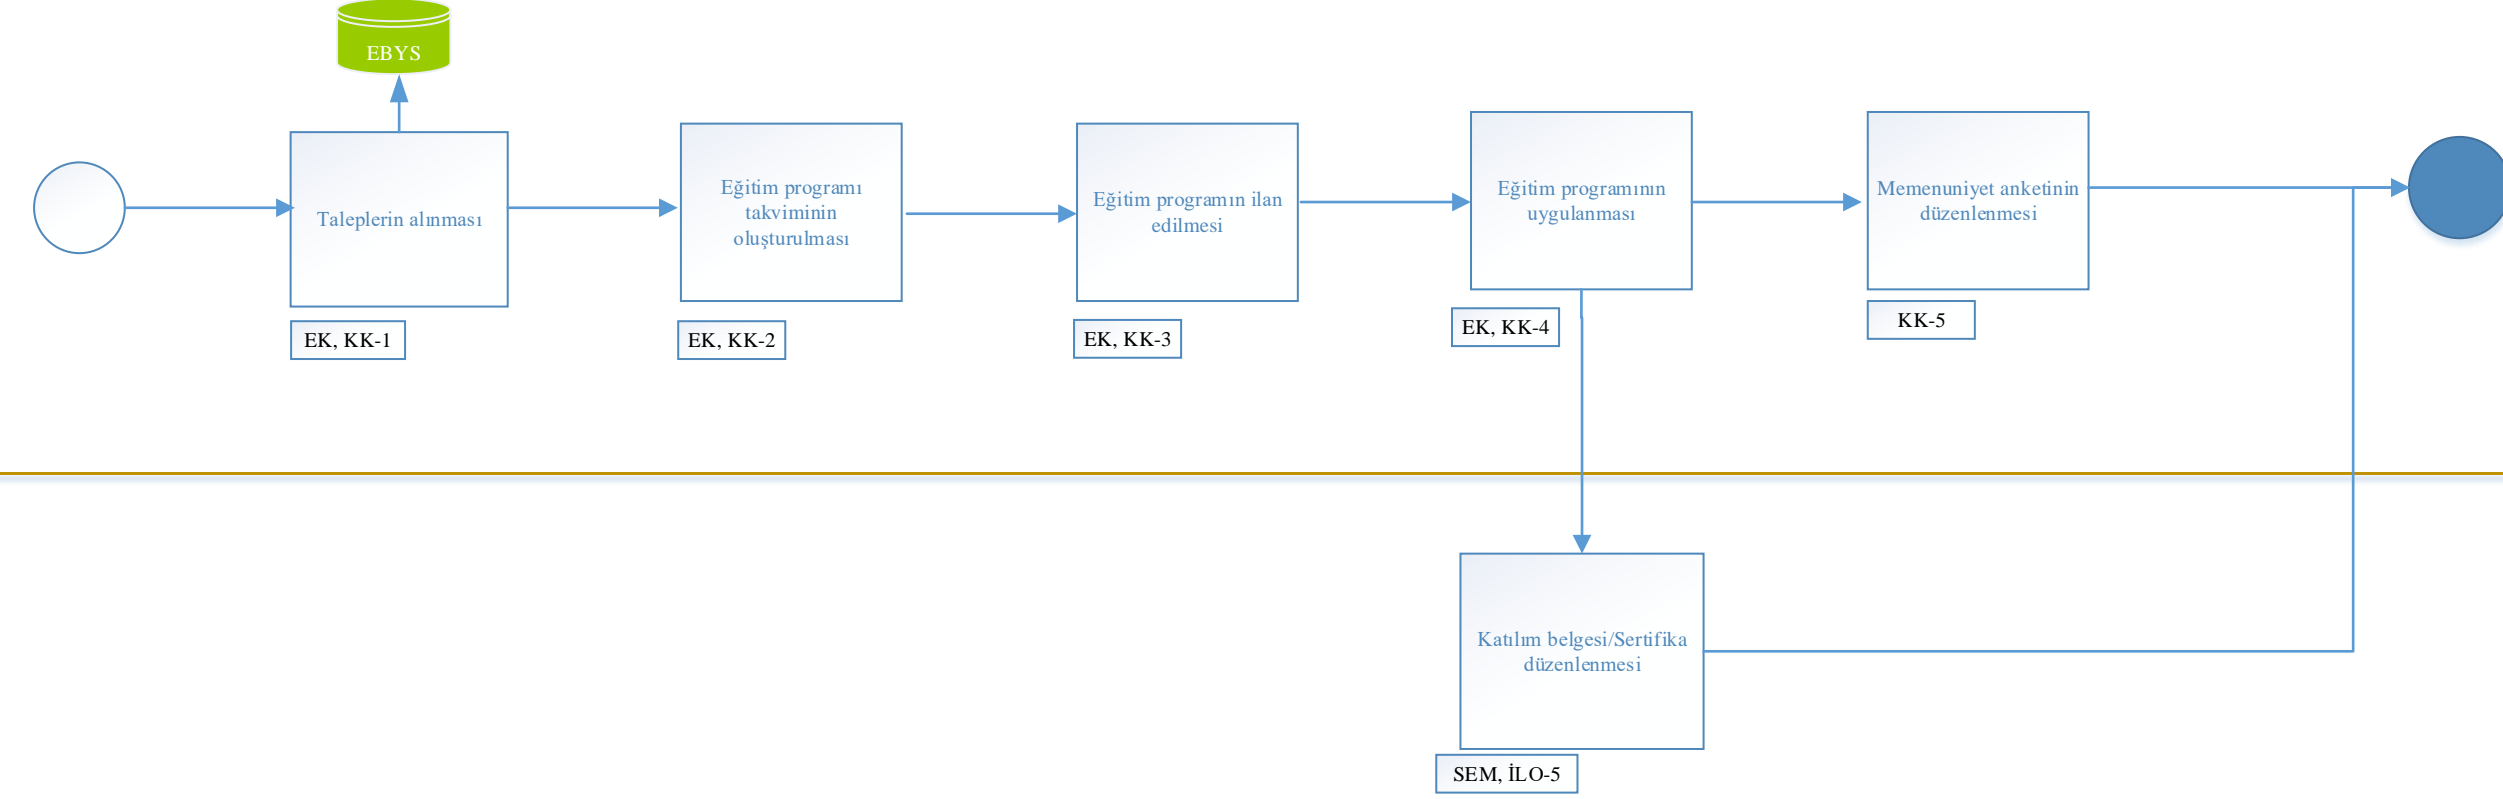 EBYS
Taleplerin alınması
EK, KK-1
Eğitim programı
takviminin
oluşturulması
EK, KK-2
Eğitim programın ilan
edilmesi
EK, KK-3
Eğitim programının
uygulanması
EK, KK-4
Memenuniyet anketinin
düzenlenmesi
KK-5
Katılım belgesi/Sertifika
düzenlenmesi
SEM, İLO-5